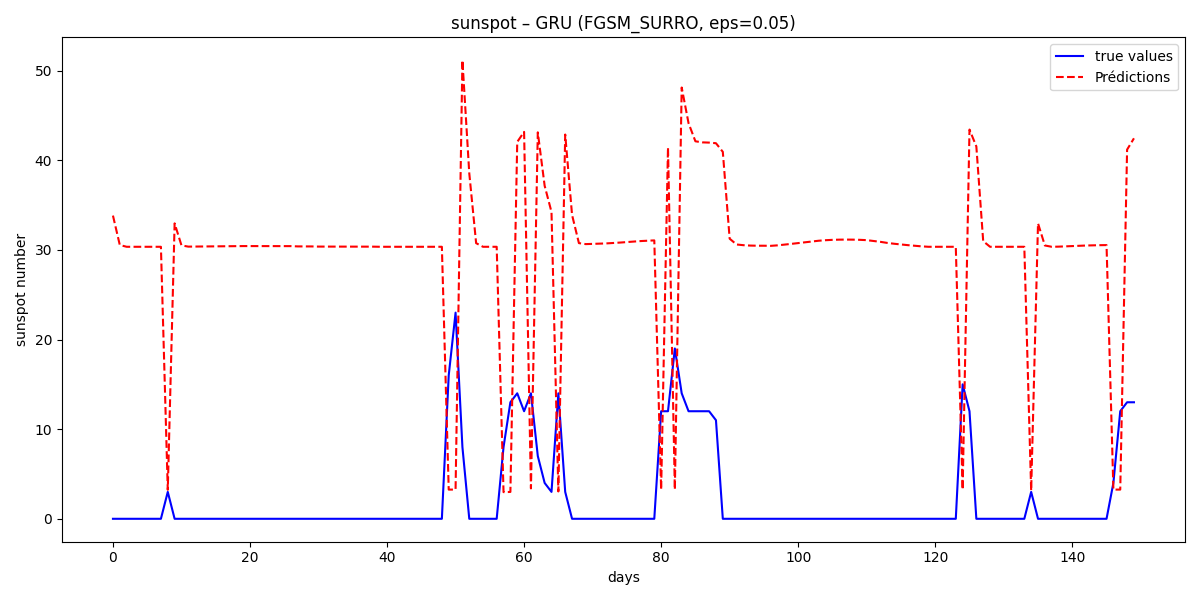 sunspot – GRU (FGSM_SURRO, eps=0.05)
true values
Prédictions
sunspot number
50
40
30
20
10
0
0 20 40 60 80 100 120 140
days